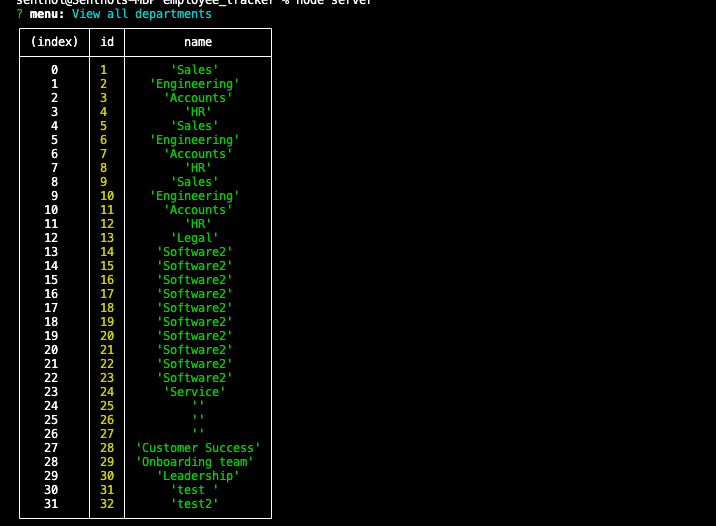 senthol@Senthols-MBP employee_tracker % node server
? menu: View all departments
(index) id name
0 1 'Sales'
1 2 'Engineering'
2 3 'Accounts'
3 4 'HR'
4 5 'Sales'
5 6 'Engineering'
6 7 'Accounts'
7 8 'HR'
8 9 'Sales'
9 10 'Engineering'
10 11 'Accounts'
11 12 'HR'
12 13 'Legal'
13 14 'Software2'
14 15 'Software2'
15 16 'Software2'
16 17 'Software2'
17 18 'Software2'
18 19 'Software2'
19 20 'Software2'
20 21 'Software2'
21 22 'Software2'
22 23 'Software2'
23 24 'Service'
24 25 ''
25 26 ''
26 27 ''
27 28 'Customer Success'
28 29 'Onboarding team'
29 30 'Leadership'
30 31 'test '
31 32 'test2'